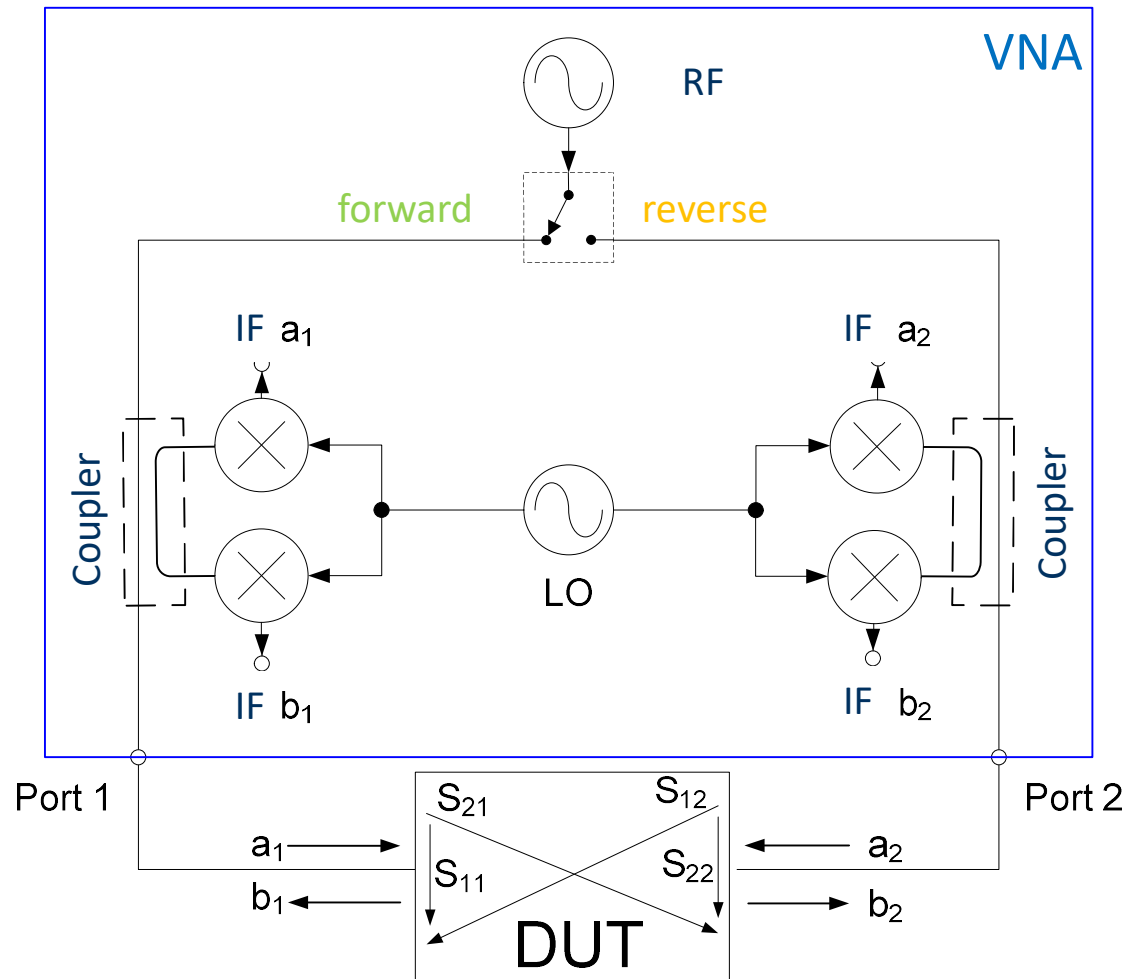 VNA
RF
forward
reverse
IF a₁
IF a₂
Coupler
Coupler
LO
IF b₁
IF b₂
Port 1
Port 2
S₂₁
S₁₂
a₁
a₂
S₁₁
S₂₂
b₁
b₂
DUT